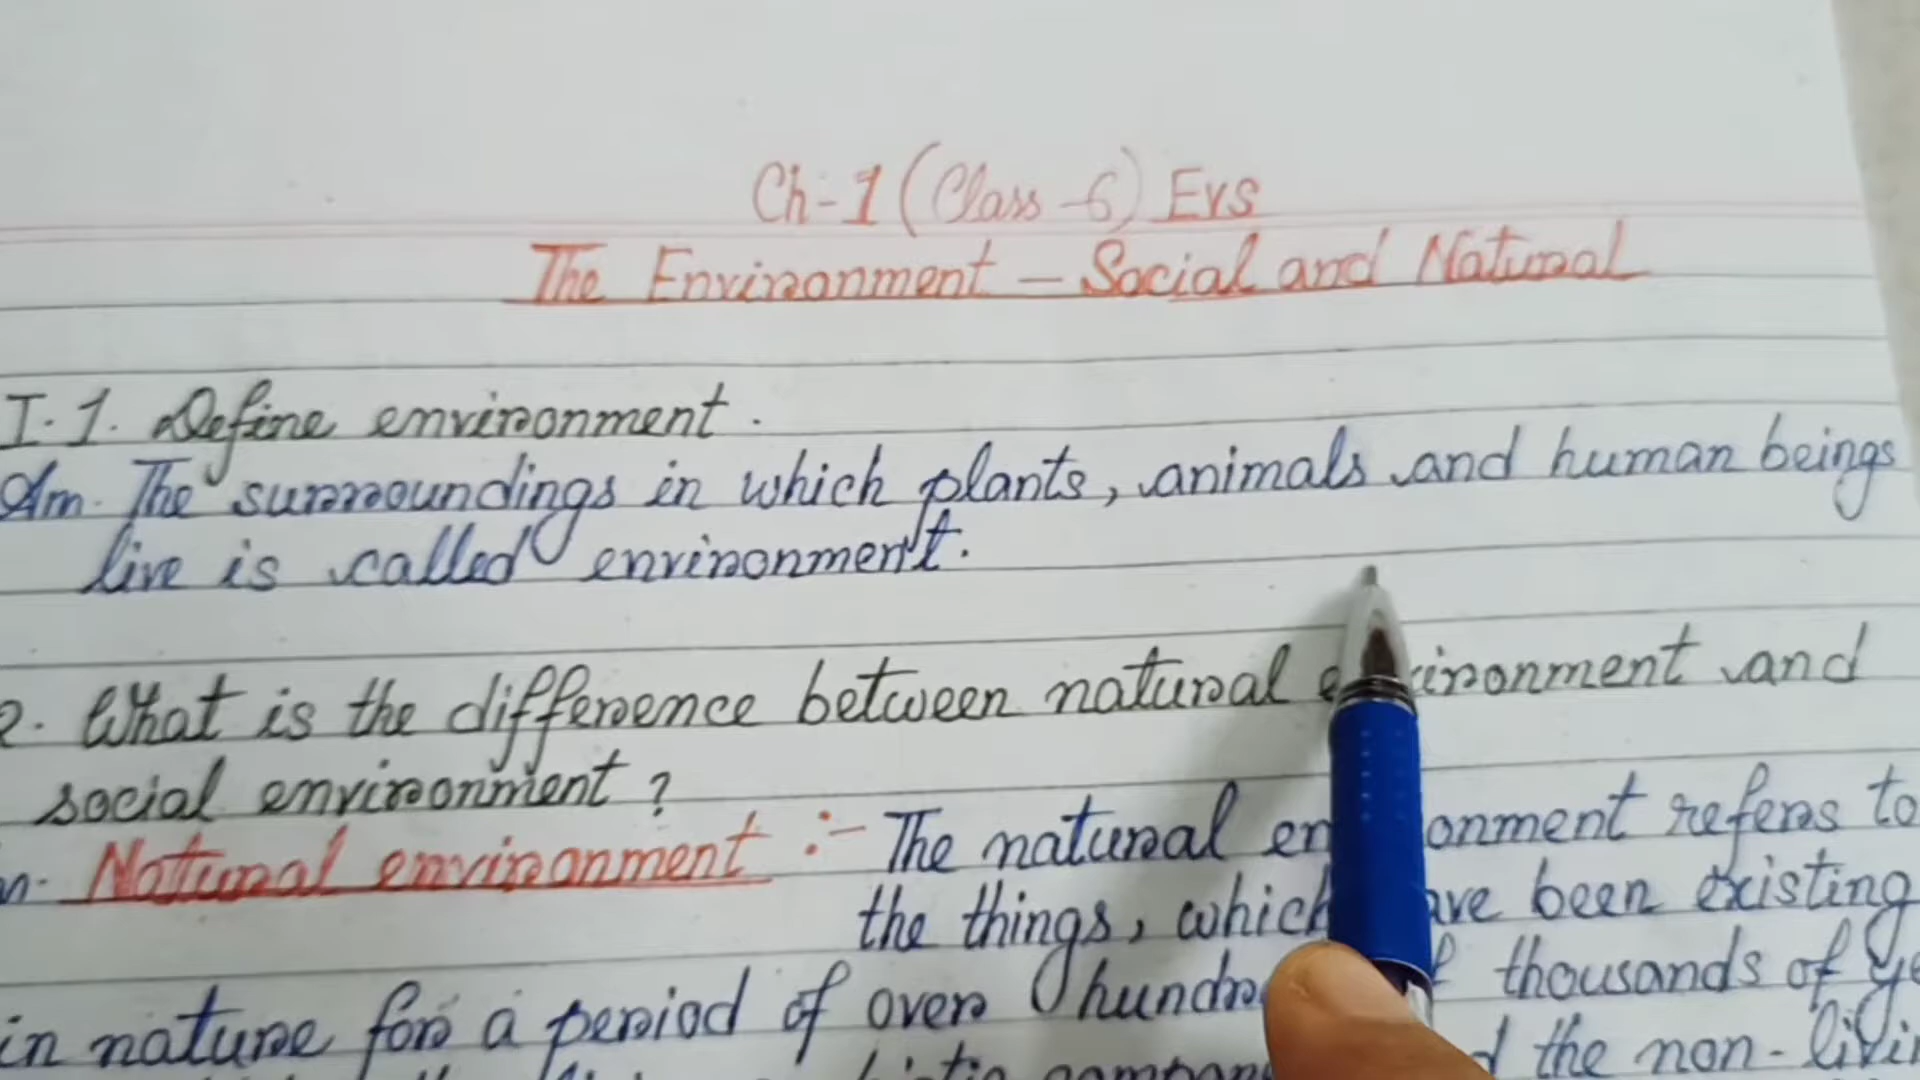 Ch-1 (Class-6) Evs
The Environment - Social and Natural
I.1. Define environment.
Ans. The surroundings in which plants, animals and human beings
live is called environment.
2. What is the difference between natural environment and
social environment?
Natural environment :- The natural environment refers to
the things, which have been existing
in nature for a period of over thousands of
the non-